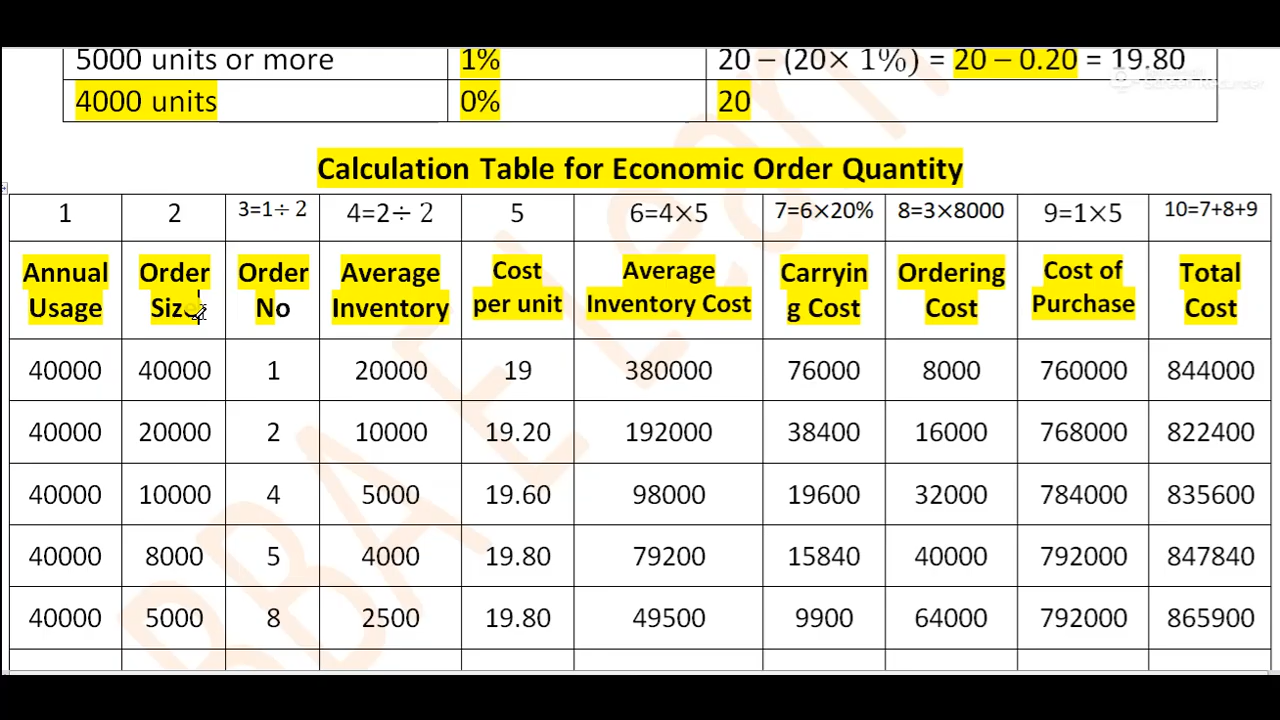 5000 units or more 1% 20 – (20× 1%) = 20 – 0.20 = 19.80
4000 units 0% 20
Calculation Table for Economic Order Quantity
1 2 3=1÷ 2 4=2÷ 2 5 6=4×5 7=6×20% 8=3×8000 9=1×5 10=7+8+9
Annual Order Order Average Cost Average Carryin Ordering Cost of Total
Usage Size No Inventory per unit Inventory Cost g Cost Cost Purchase Cost
40000 40000 1 20000 19 380000 76000 8000 760000 844000
40000 20000 2 10000 19.20 192000 38400 16000 768000 822400
40000 10000 4 5000 19.60 98000 19600 32000 784000 835600
40000 8000 5 4000 19.80 79200 15840 40000 792000 847840
40000 5000 8 2500 19.80 49500 9900 64000 792000 865900
BBA E Learn